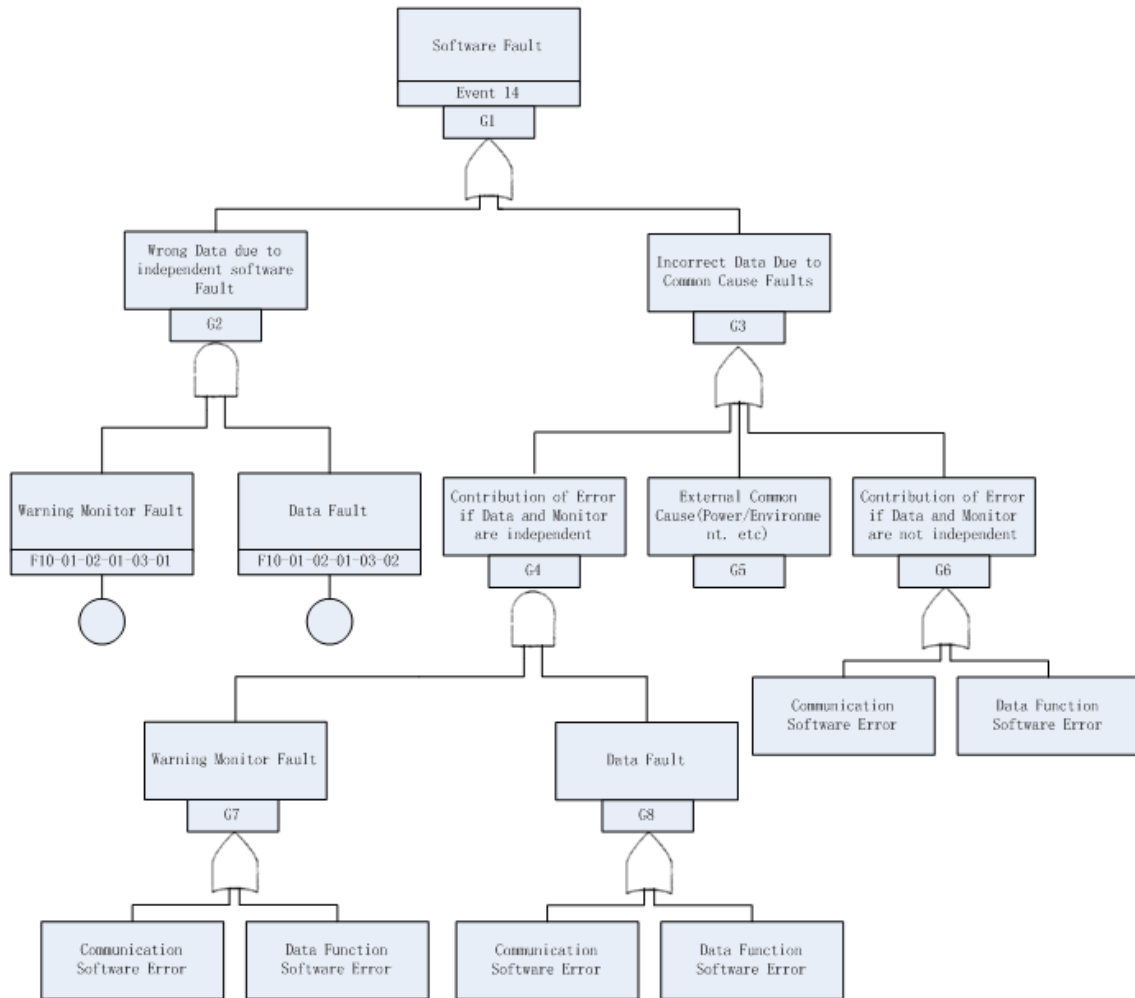 Software Fault
Event 14
G1
Wrong Data due to
independent software
Fault
G2
Incorrect Data Due to
Common Cause Faults
G3
Warning Monitor Fault
F10-01-02-01-03-01
Data Fault
F10-01-02-01-03-02
Contribution of Error
if Data and Monitor
are independent
G4
External Common
Cause(Power/Environme
nt. etc)
G5
Contribution of Error
if Data and Monitor
are not independent
G6
Communication
Software Error
Data Function
Software Error
Warning Monitor Fault
G7
Data Fault
G8
Communication
Software Error
Data Function
Software Error
Communication
Software Error
Data Function
Software Error